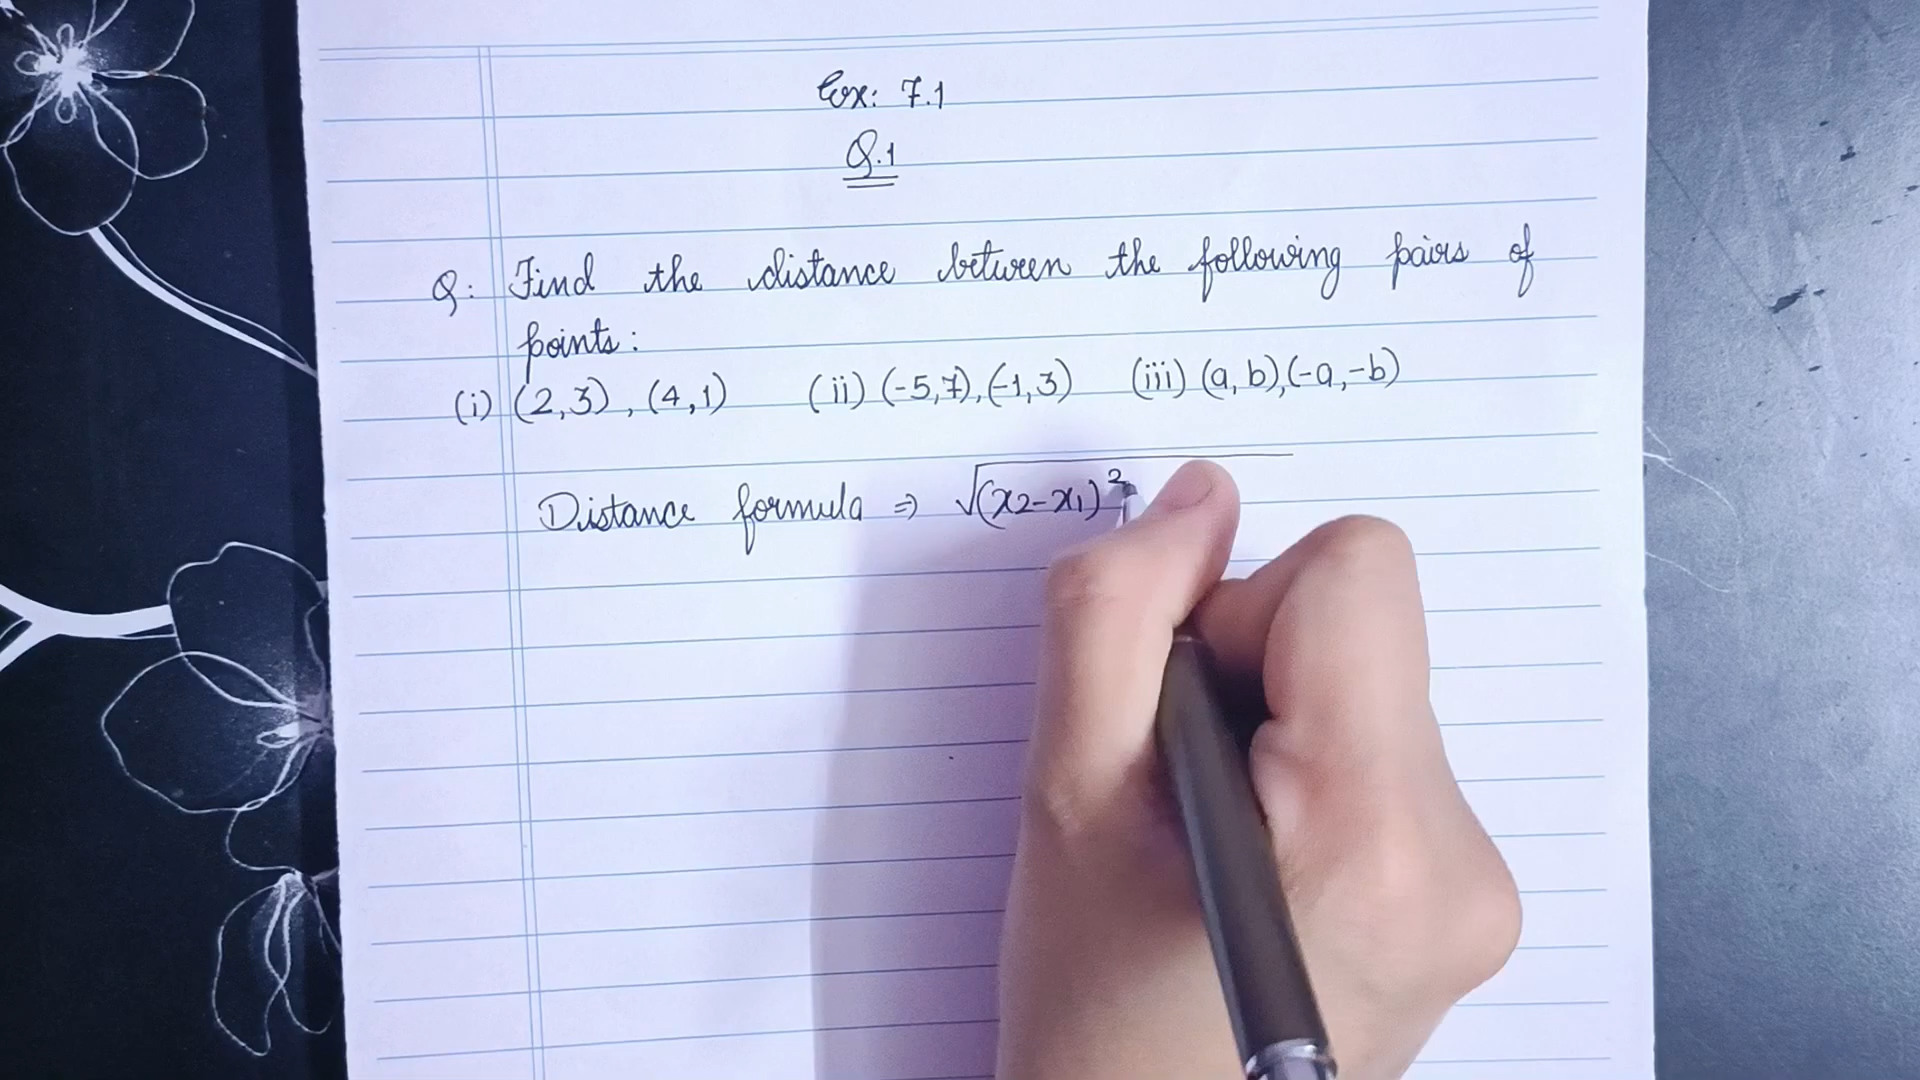 Ex: 7.1
Q.1
Q: Find the distance between the following pairs of
points:
(i) (2,3) , (4,1) (ii) (-5,7),(-1,3) (iii) (a, b),(-a,-b)
Distance formula ⇒ √(x2-x1)²